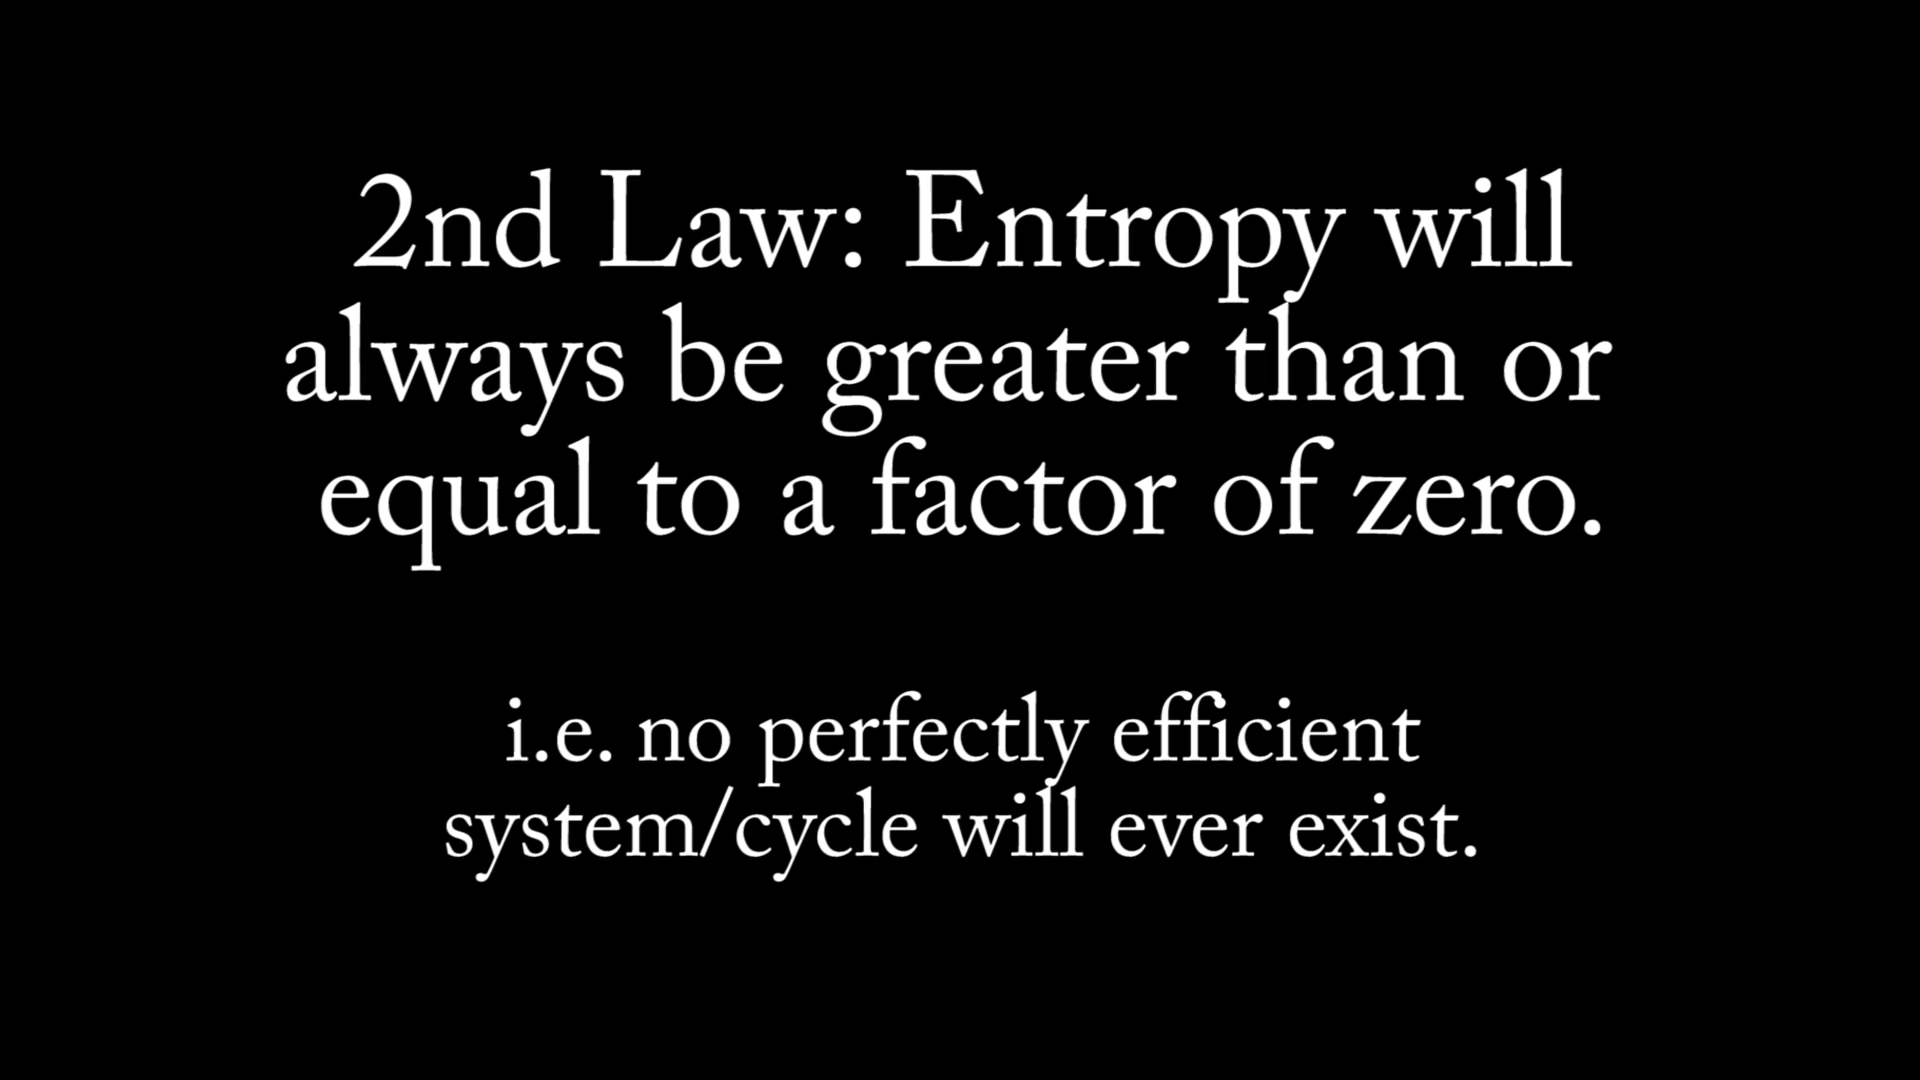 2nd Law: Entropy will
always be greater than or
equal to a factor of zero.
i.e. no perfectly efficient
system/cycle will ever exist.